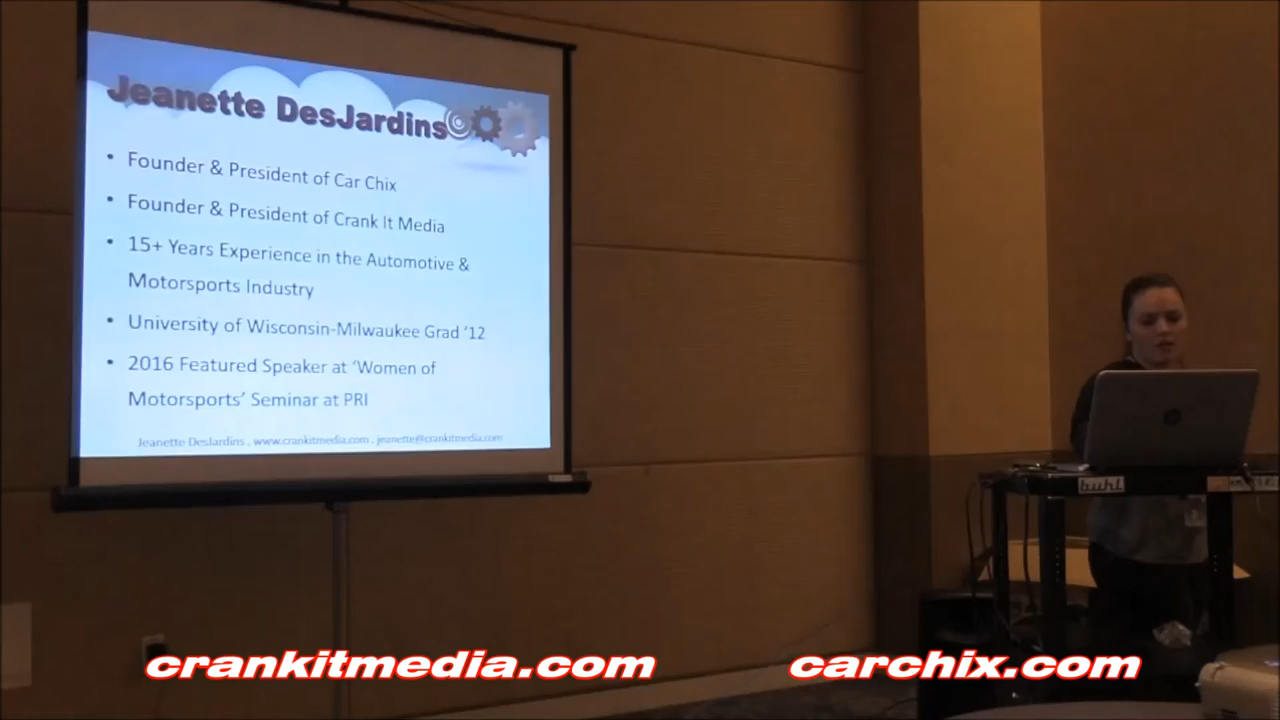 Jeanette DesJardins
• Founder & President of Car Chix
• Founder & President of Crank It Media
• 15+ Years Experience in the Automotive &
Motorsports Industry
• University of Wisconsin-Milwaukee Grad '12
• 2016 Featured Speaker at 'Women of
Motorsports' Seminar at PRI
Jeanette DesJardins . www.crankitmedia.com . jeanette@crankitmedia.com
hp
buhl
crankitmedia.com
carchix.com